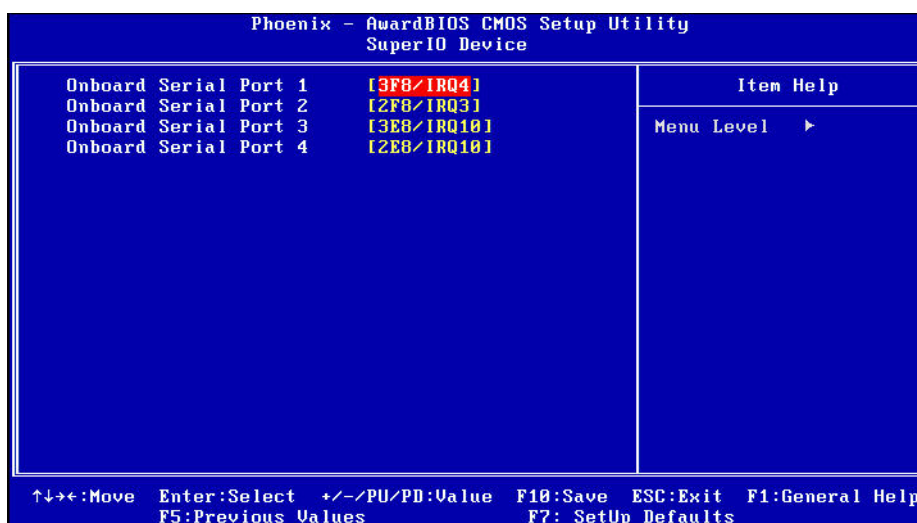 Phoenix - AwardBIOS CMOS Setup Utility
SuperIO Device
Onboard Serial Port 1 [3F8/IRQ4]
Onboard Serial Port 2 [2F8/IRQ3]
Onboard Serial Port 3 [3E8/IRQ10]
Onboard Serial Port 4 [2E8/IRQ10]
Item Help
Menu Level ▶
↑↓→←:Move Enter:Select +/-/PU/PD:Value F10:Save ESC:Exit F1:General Help
F5:Previous Values F7: SetUp Defaults